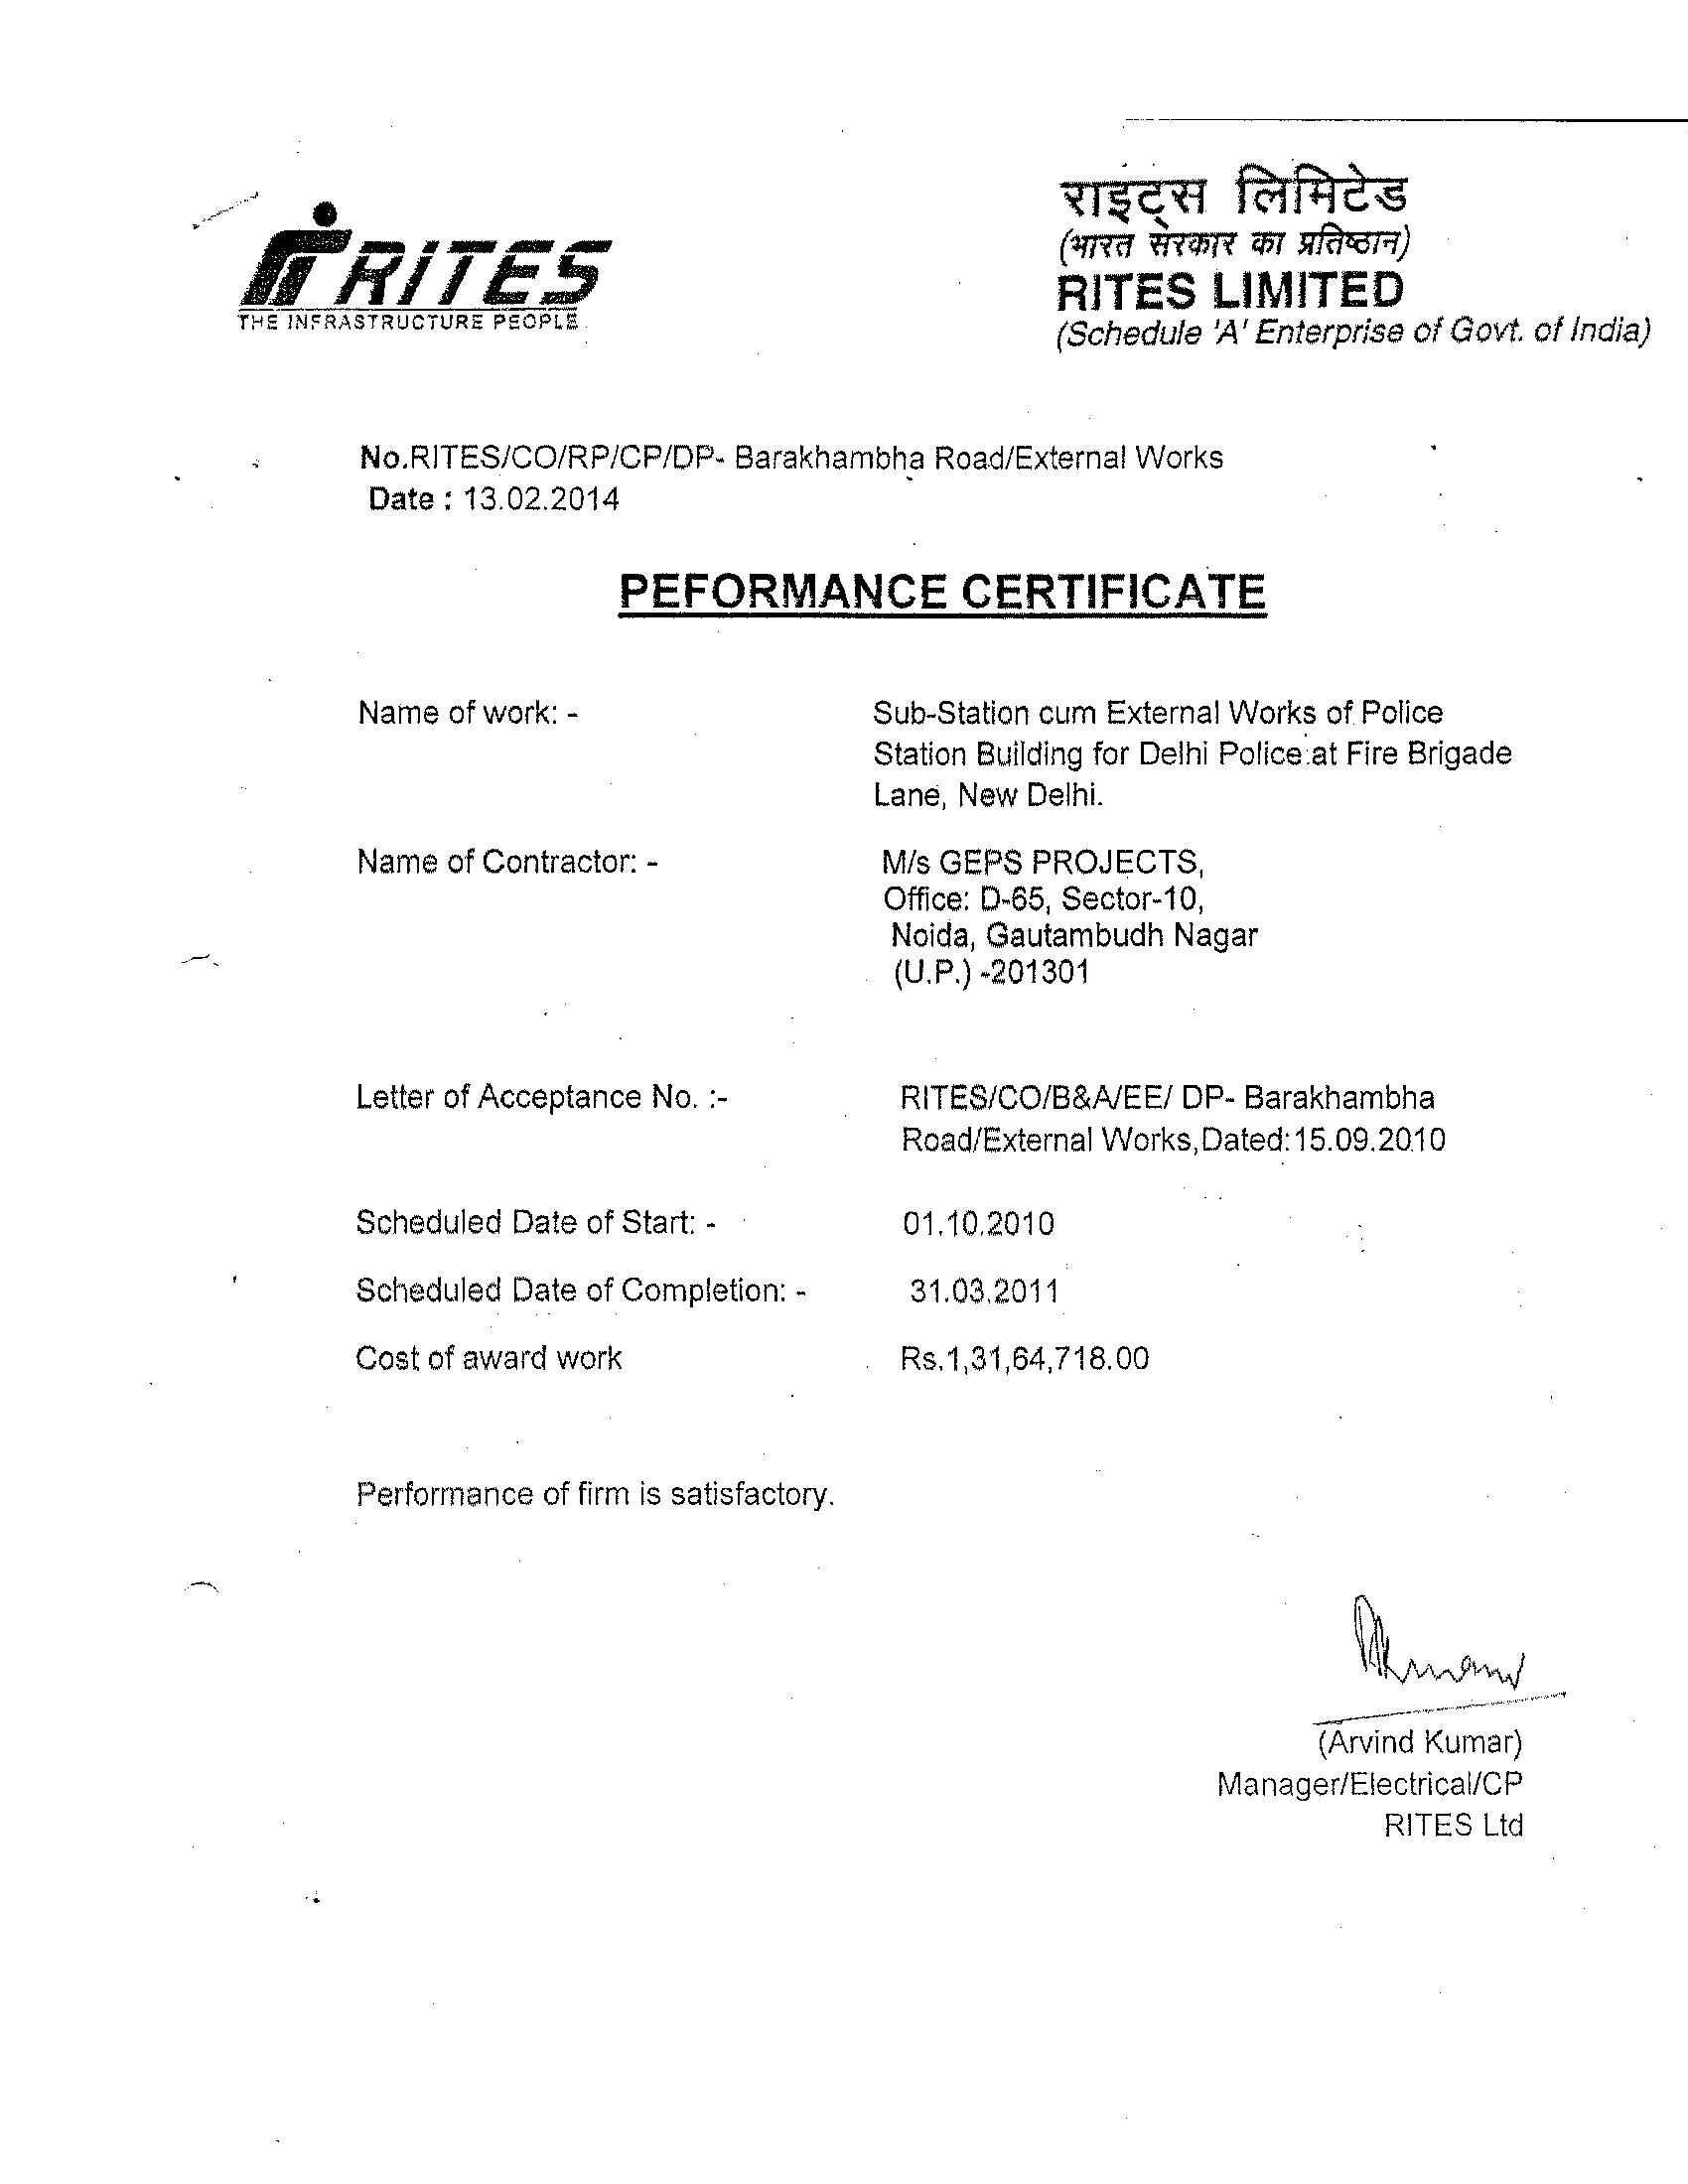 RITES
THE INFRASTRUCTURE PEOPLE
राइट्स लिमिटेड
(भारत सरकार का प्रतिष्ठान)
RITES LIMITED
(Schedule 'A' Enterprise of Govt. of India)
No.RITES/CO/RP/CP/DP- Barakhambha Road/External Works
Date : 13.02.2014
PEFORMANCE CERTIFICATE
Name of work: - Sub-Station cum External Works of Police
Station Building for Delhi Police at Fire Brigade
Lane, New Delhi.
Name of Contractor: - M/s GEPS PROJECTS,
Office: D-65, Sector-10,
Noida, Gautambudh Nagar
(U.P.) -201301
Letter of Acceptance No. :- RITES/CO/B&A/EE/ DP- Barakhambha
Road/External Works,Dated:15.09.2010
Scheduled Date of Start: - 01.10.2010
Scheduled Date of Completion: - 31.03.2011
Cost of award work Rs.1,31,64,718.00
Performance of firm is satisfactory.
(Arvind Kumar)
Manager/Electrical/CP
RITES Ltd